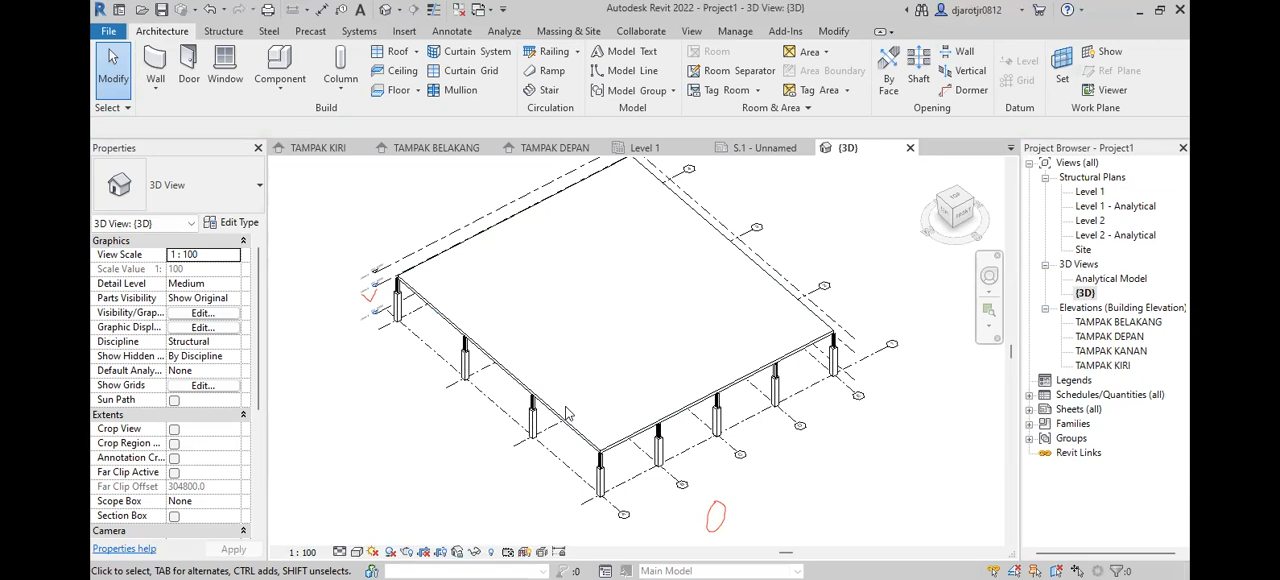 Autodesk Revit 2022 - Project1 - 3D View: {3D}
djarotjr0812
File Architecture Structure Steel Precast Systems Insert Annotate Analyze Massing & Site Collaborate View Manage Add-Ins Modify
Modify Wall Door Window Component Column
Roof Ceiling Floor
Curtain System Curtain Grid Mullion
Railing Ramp Stair
Model Text Model Line Model Group
Room Room Separator Tag Room
Area Area Boundary Tag Area
By Face Shaft Wall Vertical Dormer
Level Grid
Set Show Ref Plane Viewer
Select Build Circulation Model Room & Area Opening Datum Work Plane
Properties
TAMPAK KIRI TAMPAK BELAKANG TAMPAK DEPAN Level 1 S.1 - Unnamed {3D}
Project Browser - Project1
3D View
3D View: {3D} Edit Type
Graphics
View Scale 1 : 100
Scale Value 1: 100
Detail Level Medium
Parts Visibility Show Original
Visibility/Grap... Edit...
Graphic Displ... Edit...
Discipline Structural
Show Hidden ... By Discipline
Default Analy... None
Show Grids Edit...
Sun Path
Extents
Crop View
Crop Region ...
Annotation Cr...
Far Clip Active
Far Clip Offset 304800.0
Scope Box None
Section Box
Camera
Properties help Apply
TOP
Views (all)
Structural Plans
Level 1
Level 1 - Analytical
Level 2
Level 2 - Analytical
Site
3D Views
Analytical Model
{3D}
Elevations (Building Elevation)
TAMPAK BELAKANG
TAMPAK DEPAN
TAMPAK KANAN
TAMPAK KIRI
Legends
Schedules/Quantities (all)
Sheets (all)
Families
Groups
Revit Links
1 : 100
Click to select, TAB for alternates, CTRL adds, SHIFT unselects.
:0
Main Model
:0